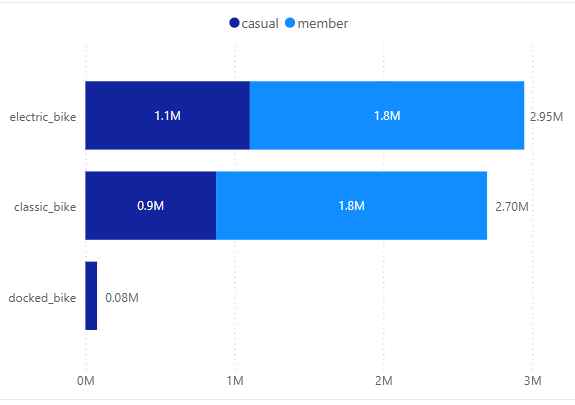 casual member
electric_bike 1.1M 1.8M 2.95M
classic_bike 0.9M 1.8M 2.70M
docked_bike 0.08M
0M 1M 2M 3M